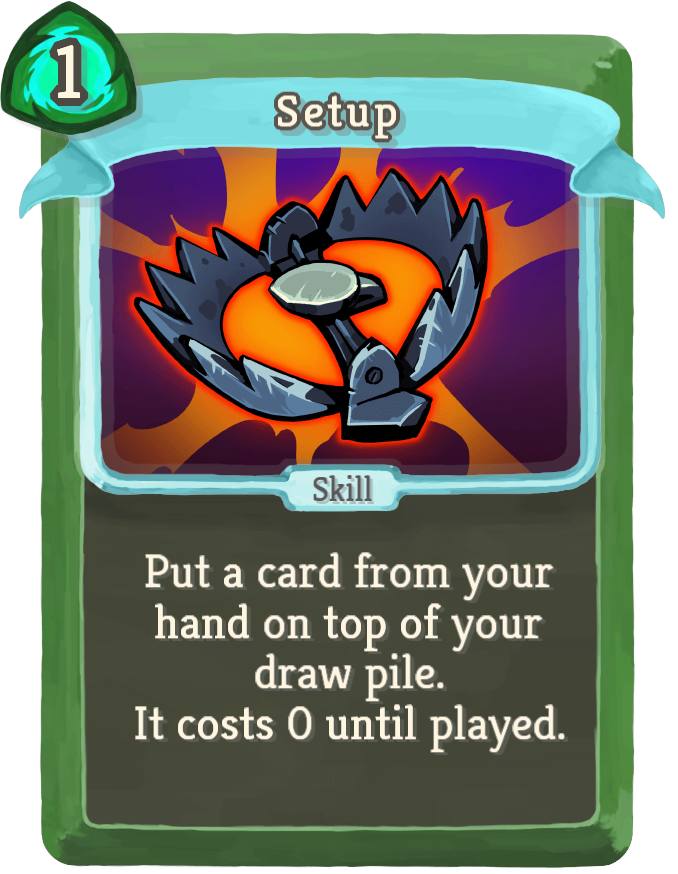 1
Setup
Skill
Put a card from your
hand on top of your
draw pile.
It costs 0 until played.